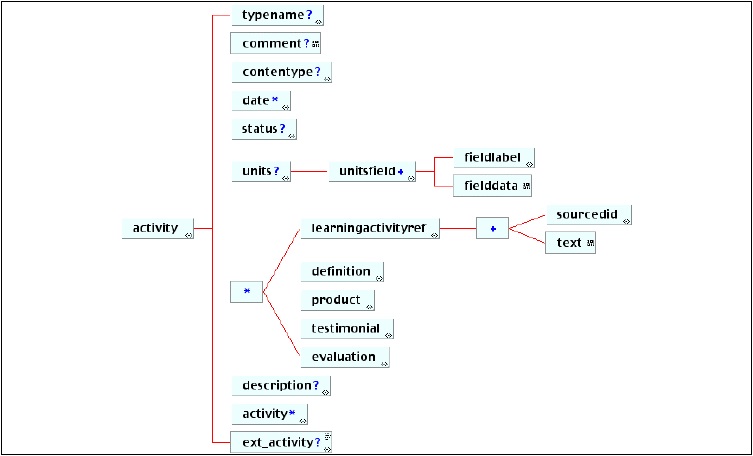 typename?
comment?
contentype?
date*
status?
units?
unitsfield+
fieldlabel
fielddata
activity
learningactivityref
+
sourcedid
text
*
definition
product
testimonial
evaluation
description?
activity*
ext_activity?